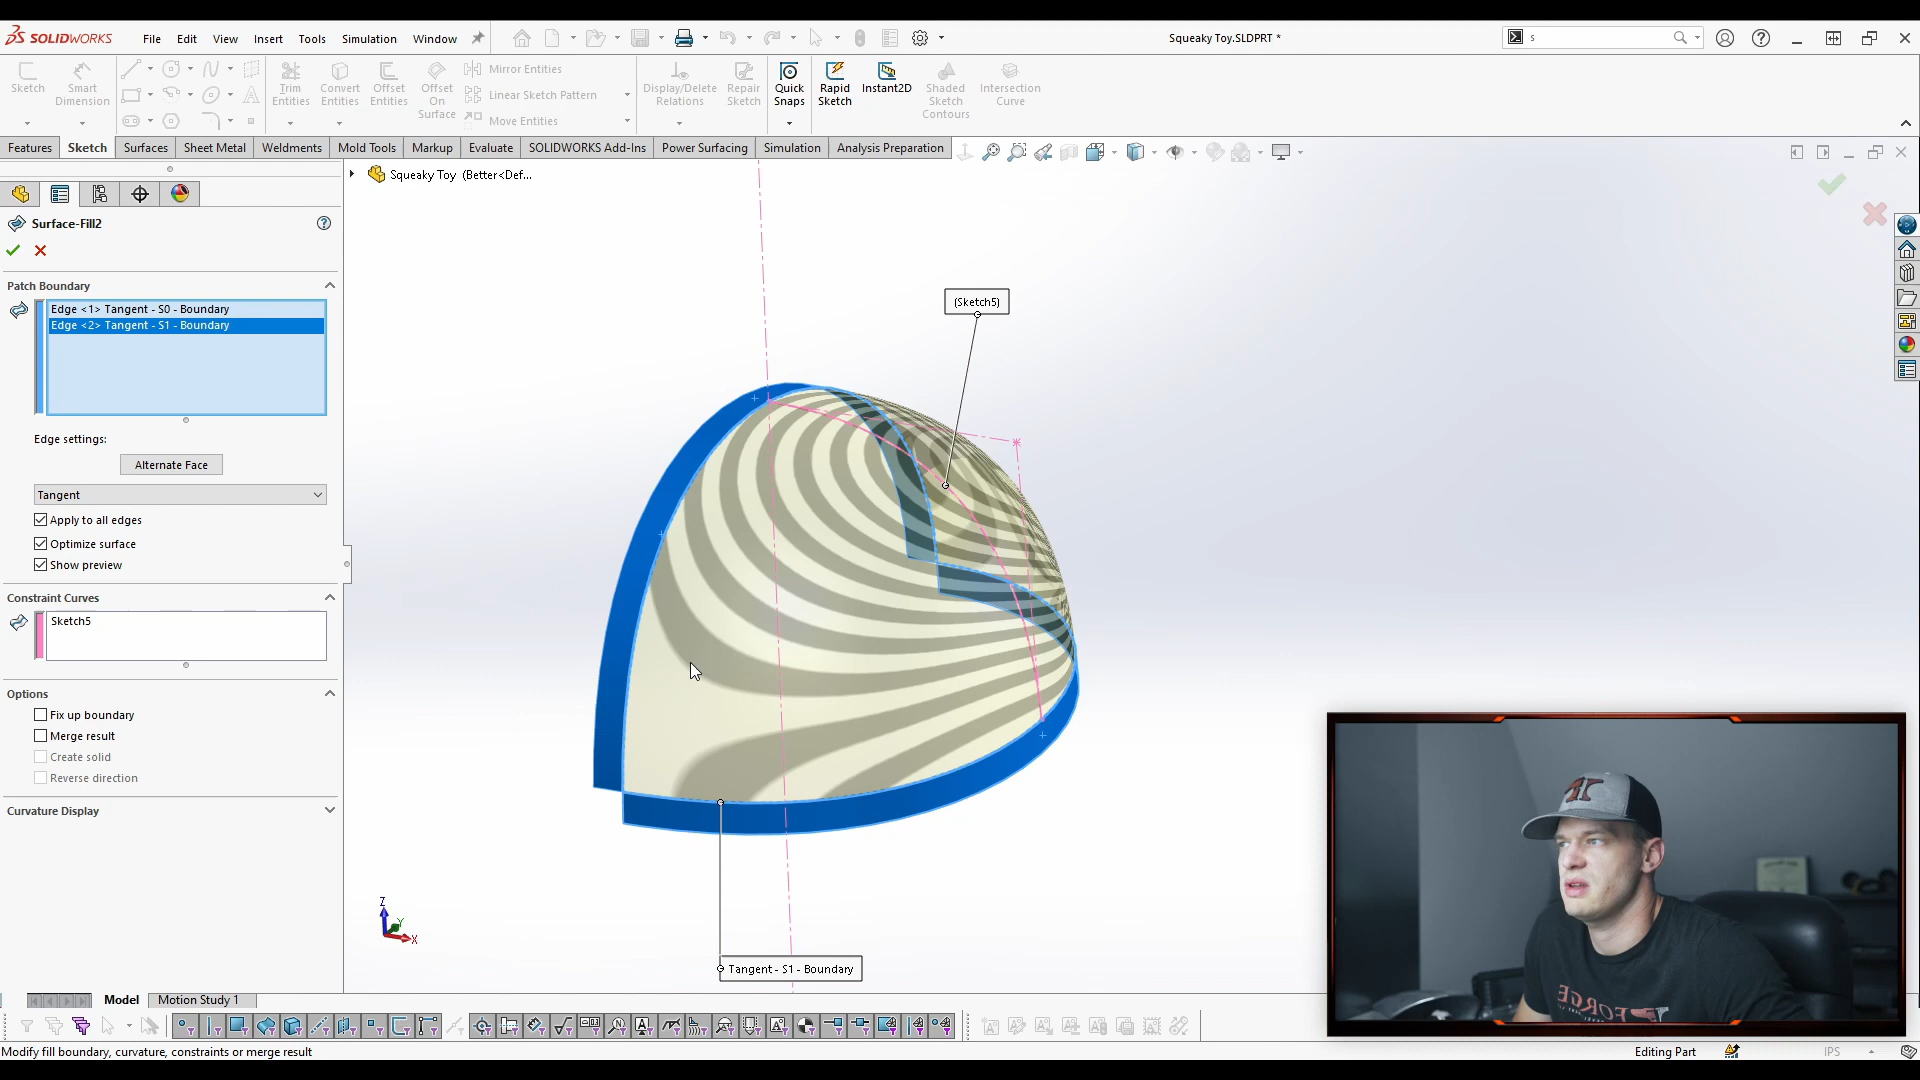 SOLIDWORKS
File Edit View Insert Tools Simulation Window
Squeaky Toy.SLDPRT *
s
Sketch
Smart Dimension
Trim Entities
Convert Entities
Offset Entities
Offset On Surface
Mirror Entities
Linear Sketch Pattern
Move Entities
Display/Delete Relations
Repair Sketch
Quick Snaps
Rapid Sketch
Instant2D
Shaded Sketch Contours
Intersection Curve
Features Sketch Surfaces Sheet Metal Weldments Mold Tools Markup Evaluate SOLIDWORKS Add-Ins Power Surfacing Simulation Analysis Preparation
Squeaky Toy (Better<Def...
Surface-Fill2
Patch Boundary
Edge <1> Tangent - S0 - Boundary
Edge <2> Tangent - S1 - Boundary
Edge settings:
Alternate Face
Tangent
Apply to all edges
Optimize surface
Show preview
Constraint Curves
Sketch5
Options
Fix up boundary
Merge result
Create solid
Reverse direction
Curvature Display
(Sketch5)
Tangent - S1 - Boundary
Z
Y
X
Model Motion Study 1
Modify fill boundary, curvature, constraints or merge result
Editing Part
IPS